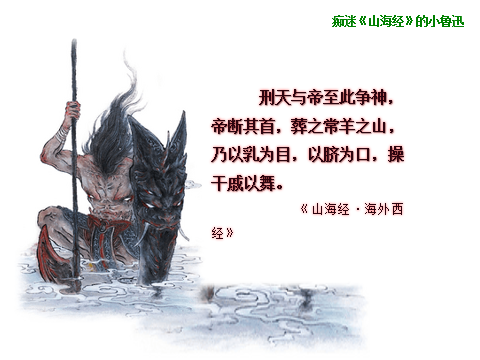 痴迷《山海经》的小鲁迅
刑天与帝至此争神，
帝断其首，葬之常羊之山，
乃以乳为目，以脐为口，操
干戚以舞。
《山海经·海外西
经》